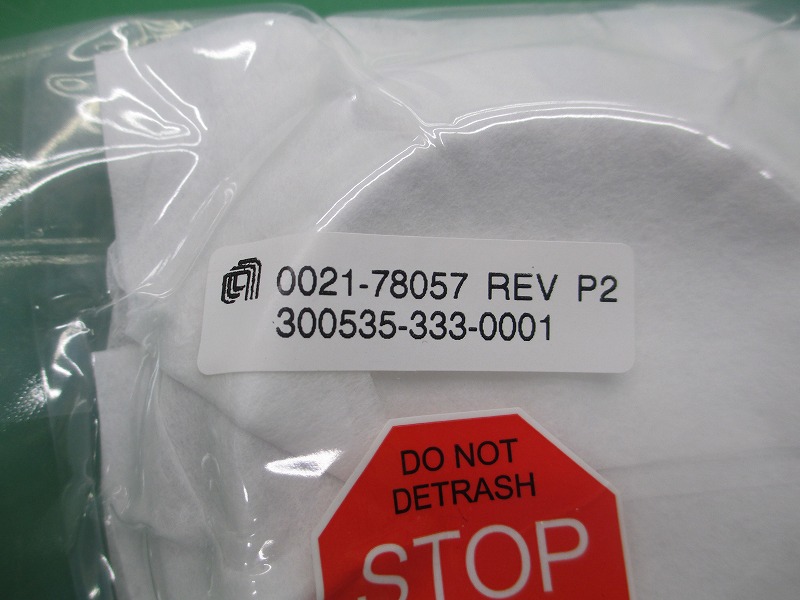 0021-78057 REV P2
300535-333-0001
DO NOT
DETRASH
STOP